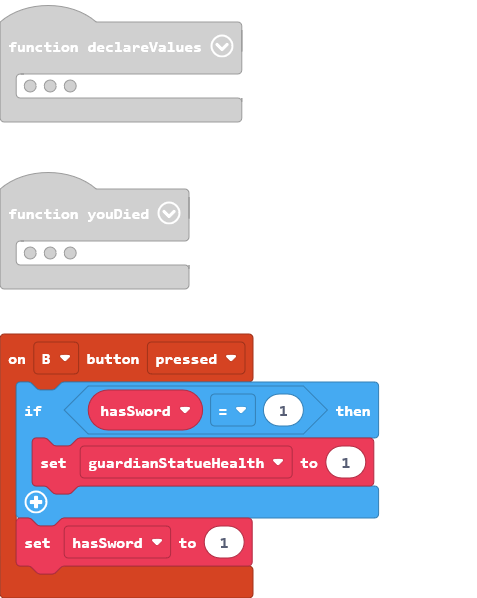 function declareValues
function youDied
on B button pressed
if hasSword = 1 then
set guardianStatueHealth to 1
set hasSword to 1